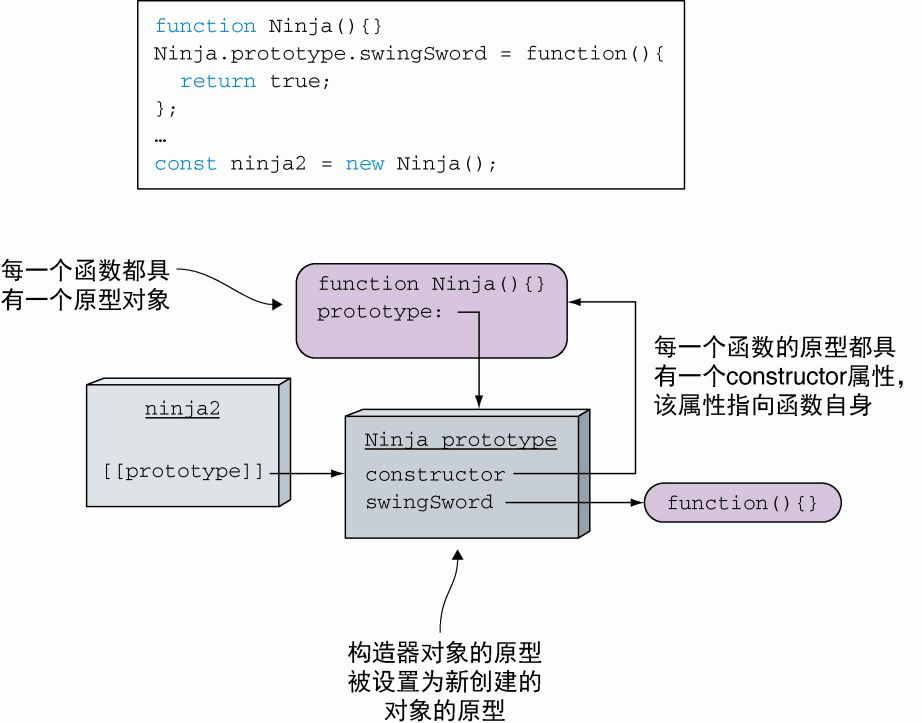 function Ninja(){}
Ninja.prototype.swingSword = function(){
  return true;
};
…
const ninja2 = new Ninja();
每一个函数都具
有一个原型对象
function Ninja(){}
prototype:
每一个函数的原型都具
有一个constructor属性，
该属性指向函数自身
ninja2
[[prototype]]
Ninja prototype
constructor
swingSword
function(){}
构造器对象的原型
被设置为新创建的
对象的原型